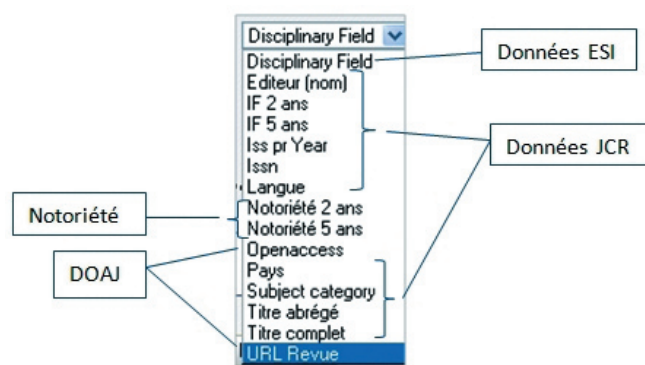 Disciplinary Field
Disciplinary Field
Editeur (nom)
IF 2 ans
IF 5 ans
Iss pr Year
Issn
Langue
Notoriété 2 ans
Notoriété 5 ans
Openaccess
Pays
Subject category
Titre abrégé
Titre complet
URL Revue
Données ESI
Données JCR
Notoriété
DOAJ